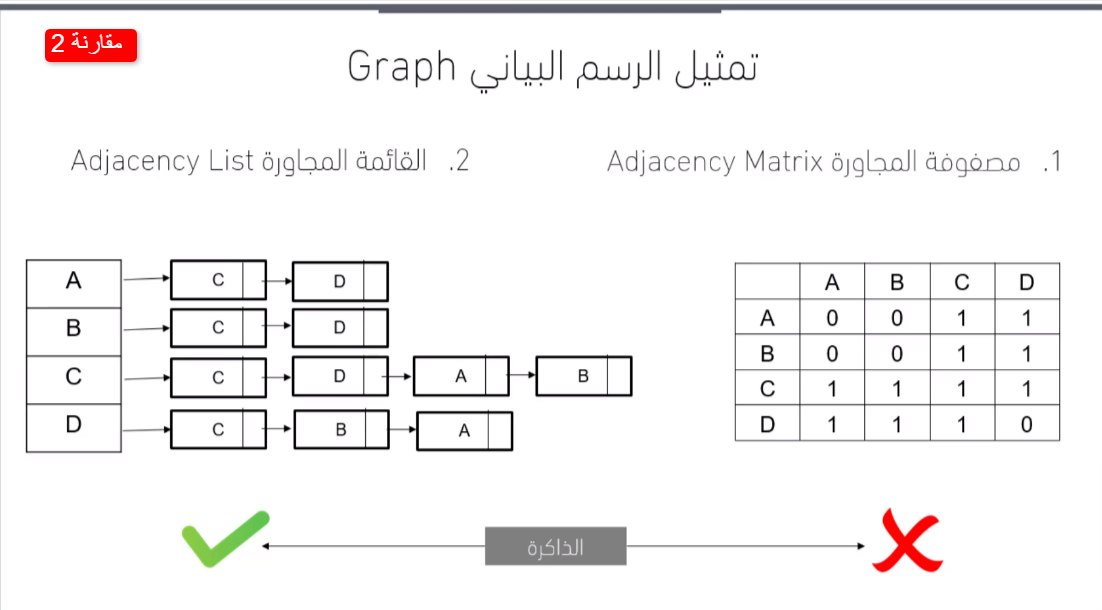 مقارنة 2
تمثيل الرسم البياني Graph
1. مصفوفة المجاورة Adjacency Matrix
2. القائمة المجاورة Adjacency List
A B C D
A 0 0 1 1
B 0 0 1 1
C 1 1 1 1
D 1 1 1 0
A C D
B C D
C C D A B
D C B A
الذاكرة